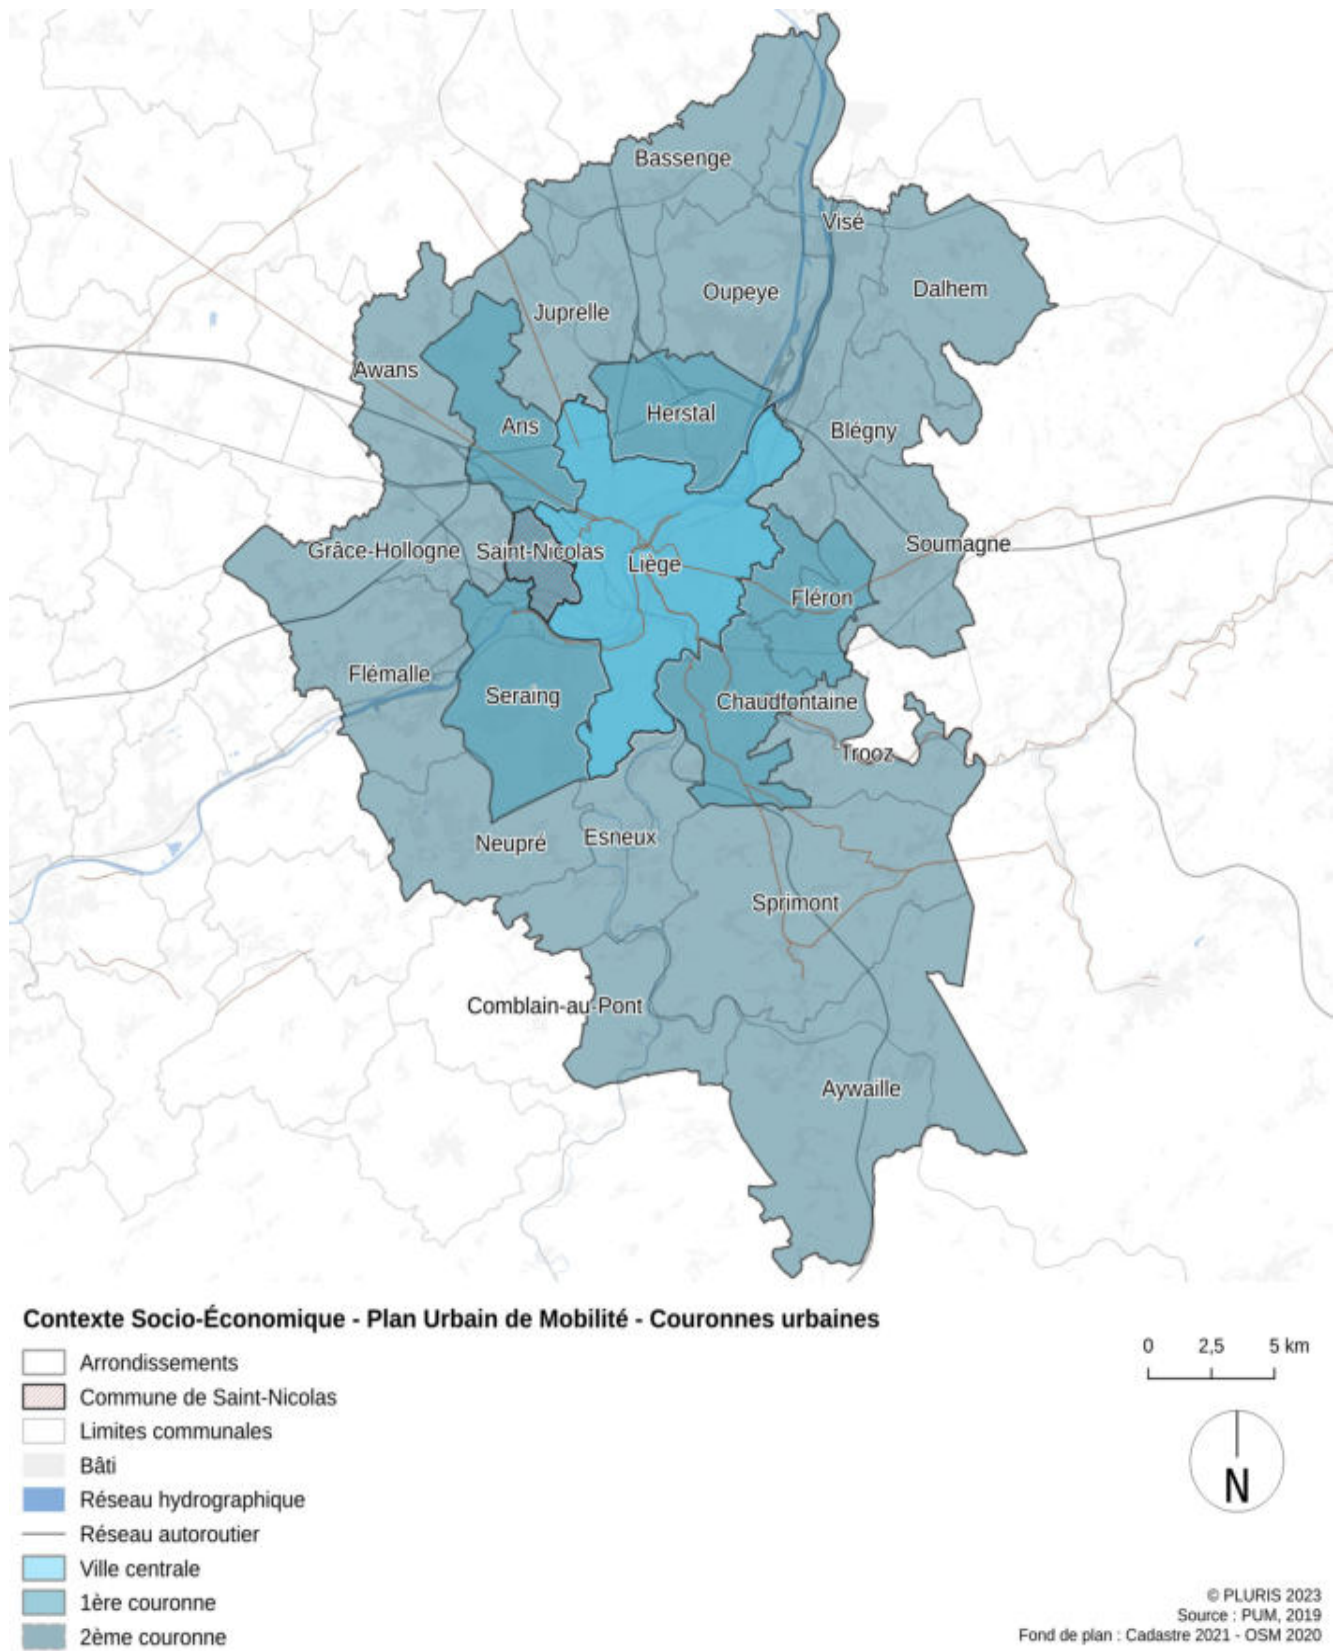 Bassenge
Visé
Dalhem
Oupeye
Juprelle
Awans
Herstal
Ans
Blégny
Grâce-Hollogne
Saint-Nicolas
Soumagne
Liège
Fléron
Flémalle
Seraing
Chaudfontaine
Trooz
Neupré
Esneux
Sprimont
Comblain-au-Pont
Aywaille
Contexte Socio-Économique - Plan Urbain de Mobilité - Couronnes urbaines
Arrondissements
Commune de Saint-Nicolas
Limites communales
Bâti
Réseau hydrographique
Réseau autoroutier
Ville centrale
1ère couronne
2ème couronne
0 2,5 5 km
N
© PLURIS 2023
Source : PUM, 2019
Fond de plan : Cadastre 2021 - OSM 2020